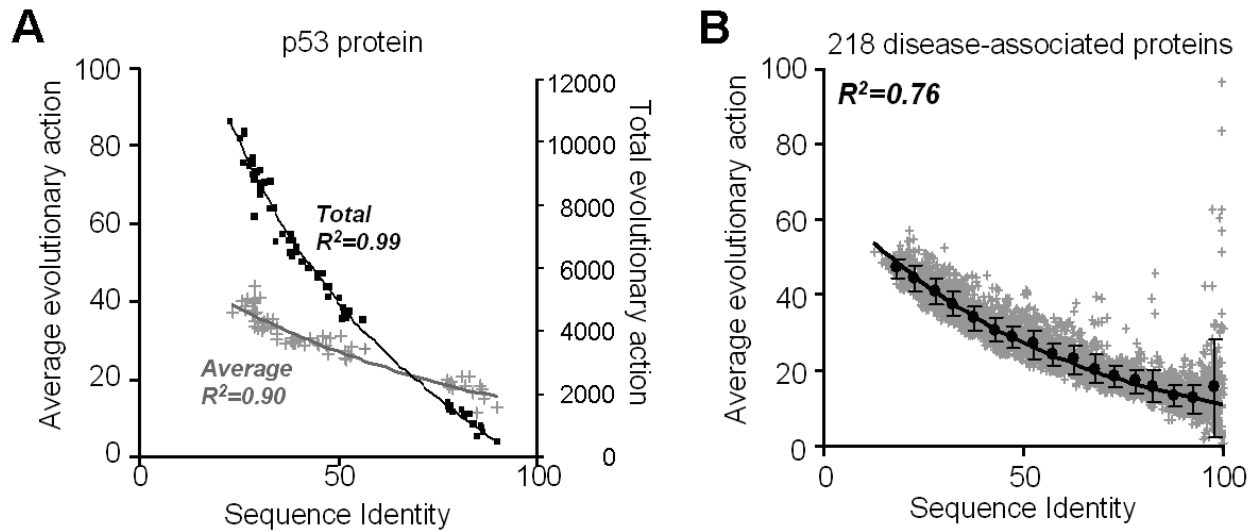 A
p53 protein
Average evolutionary action
100
80
60
40
20
0
Total
R²=0.99
Average
R²=0.90
12000
10000
8000
6000
4000
2000
0
Total evolutionary action
0
50
100
Sequence Identity
B
218 disease-associated proteins
R²=0.76
Average evolutionary action
100
80
60
40
20
0
0
50
100
Sequence Identity